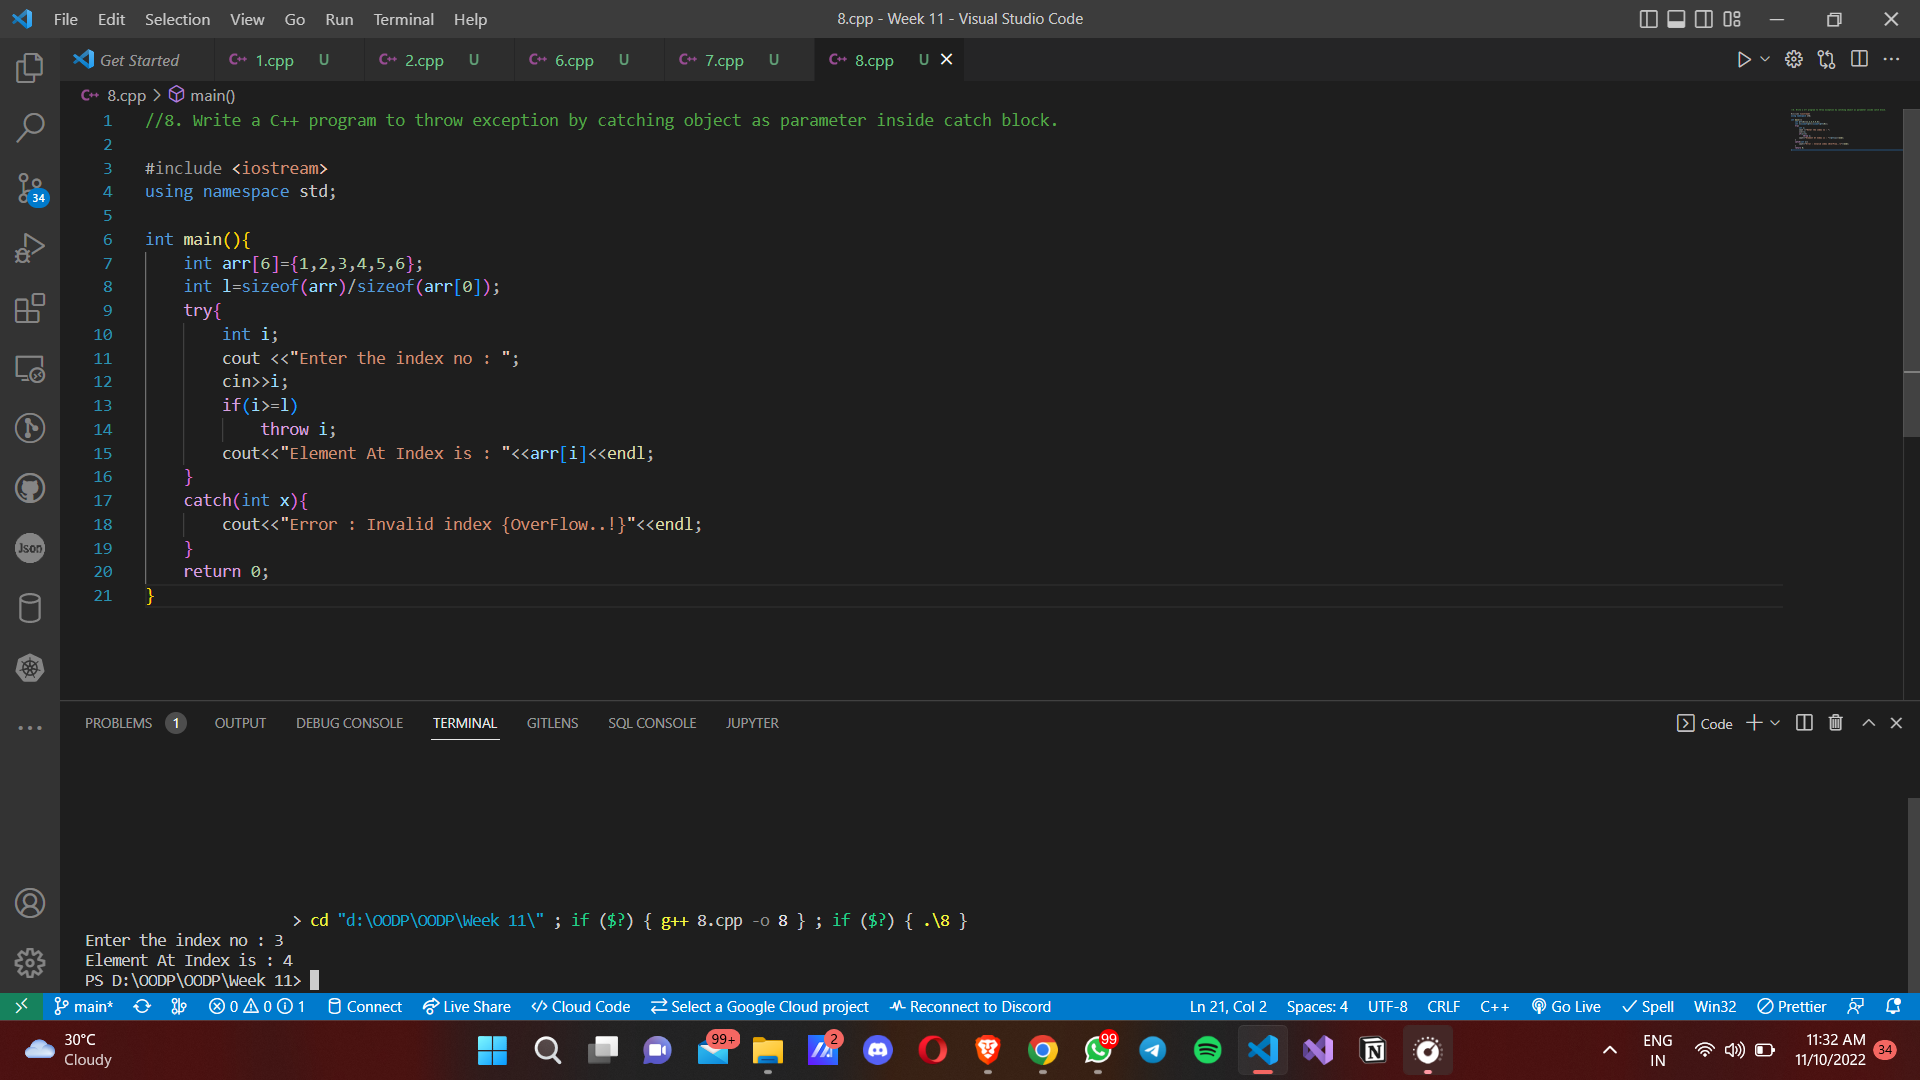 File Edit Selection View Go Run Terminal Help 8.cpp - Week 11 - Visual Studio Code
Get Started C++ 1.cpp U C++ 2.cpp U C++ 6.cpp U C++ 7.cpp U C++ 8.cpp U
C++ 8.cpp > main()
1 //8. Write a C++ program to throw exception by catching object as parameter inside catch block.
2
3 #include <iostream>
4 using namespace std;
5
6 int main(){
7 int arr[6]={1,2,3,4,5,6};
8 int l=sizeof(arr)/sizeof(arr[0]);
9 try{
10 int i;
11 cout <<"Enter the index no : ";
12 cin>>i;
13 if(i>=l)
14 throw i;
15 cout<<"Element At Index is : "<<arr[i]<<endl;
16 }
17 catch(int x){
18 cout<<"Error : Invalid index {OverFlow..!}"<<endl;
19 }
20 return 0;
21 }
34
Json
PROBLEMS 1 OUTPUT DEBUG CONSOLE TERMINAL GITLENS SQL CONSOLE JUPYTER Code
> cd "d:\OODP\OODP\Week 11\" ; if ($?) { g++ 8.cpp -o 8 } ; if ($?) { .\8 }
Enter the index no : 3
Element At Index is : 4
PS D:\OODP\OODP\Week 11>
main* 0 0 1 Connect Live Share Cloud Code Select a Google Cloud project Reconnect to Discord Ln 21, Col 2 Spaces: 4 UTF-8 CRLF C++ Go Live Spell Win32 Prettier
30°C
Cloudy
99+ 2 99
ENG
IN
11:32 AM
11/10/2022
34